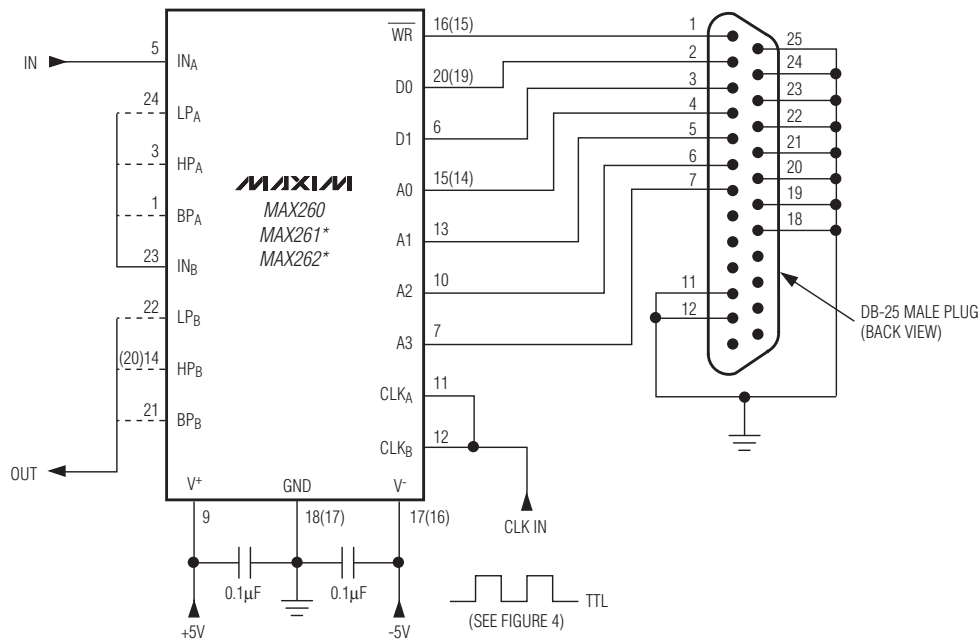 IN
5
INA
24
LPA
3
HPA
1
BPA
23
INB
22
LPB
(20)14
HPB
21
BPB
OUT
MAXIM
MAX260
MAX261*
MAX262*
WR
16(15)
D0
20(19)
D1
6
A0
15(14)
A1
13
A2
10
A3
7
CLKA
11
CLKB
12
CLK IN
V+
GND
V-
9
18(17)
17(16)
0.1µF
0.1µF
+5V
-5V
TTL
(SEE FIGURE 4)
1
2
3
4
5
6
7
11
12
25
24
23
22
21
20
19
18
DB-25 MALE PLUG
(BACK VIEW)